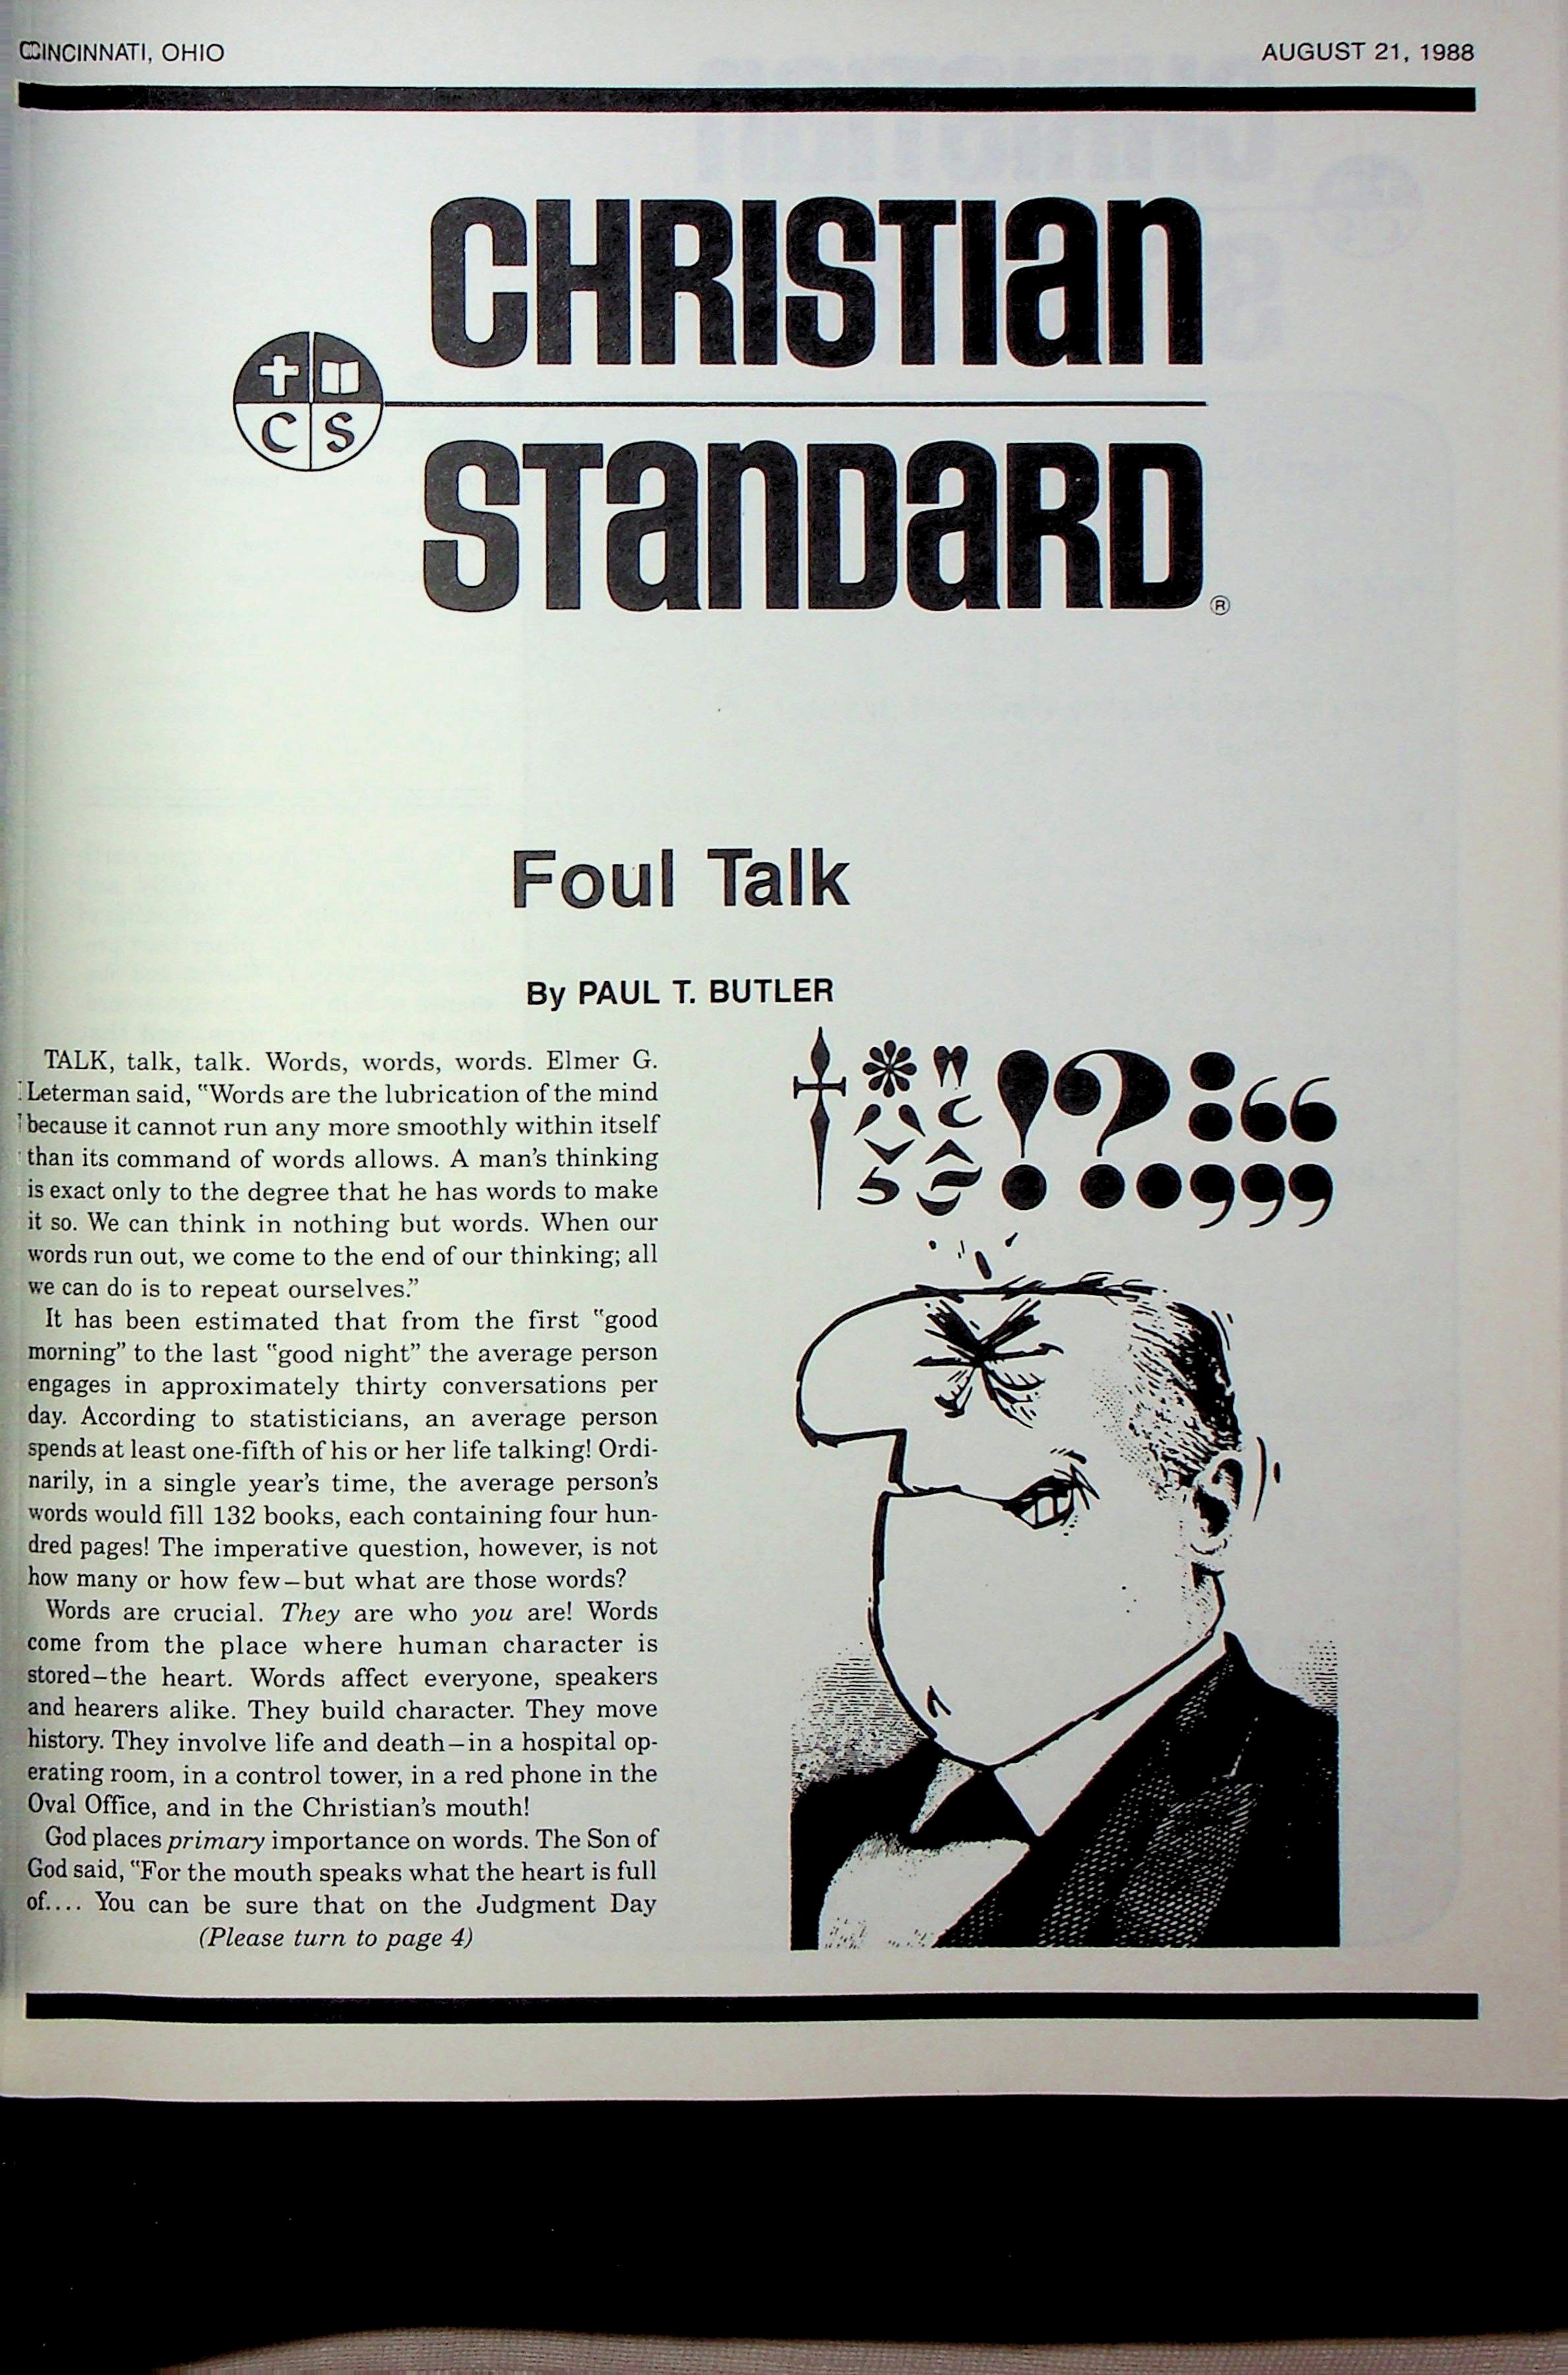 CINCINNATI, OHIO
AUGUST 21, 1988
CHRISTIAN
C S
STANDARD®
Foul Talk
By PAUL T. BUTLER
TALK, talk, talk. Words, words, words. Elmer G.
Leterman said, "Words are the lubrication of the mind
because it cannot run any more smoothly within itself
than its command of words allows. A man's thinking
is exact only to the degree that he has words to make
it so. We can think in nothing but words. When our
words run out, we come to the end of our thinking; all
we can do is to repeat ourselves."
It has been estimated that from the first "good
morning" to the last "good night" the average person
engages in approximately thirty conversations per
day. According to statisticians, an average person
spends at least one-fifth of his or her life talking! Ordi-
narily, in a single year's time, the average person's
words would fill 132 books, each containing four hun-
dred pages! The imperative question, however, is not
how many or how few—but what are those words?
Words are crucial. They are who you are! Words
come from the place where human character is
stored—the heart. Words affect everyone, speakers
and hearers alike. They build character. They move
history. They involve life and death—in a hospital op-
erating room, in a control tower, in a red phone in the
Oval Office, and in the Christian's mouth!
God places primary importance on words. The Son of
God said, "For the mouth speaks what the heart is full
of.... You can be sure that on the Judgment Day
(Please turn to page 4)